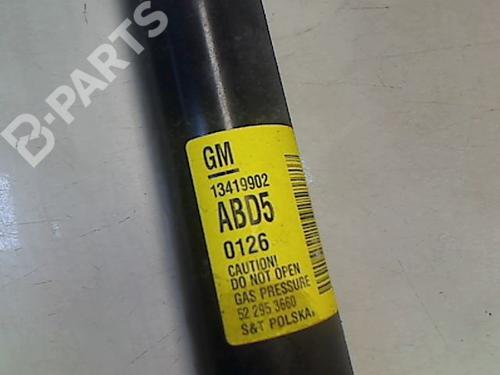 B-PARTS
GM
13419902
ABD5
0126
CAUTION!
DO NOT OPEN
GAS PRESSURE
52 295 3660
S&T POLSKA